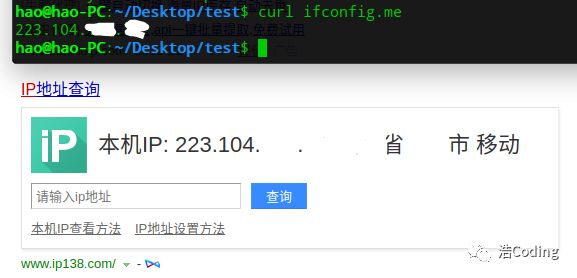 hao@hao-PC:~/Desktop/test$ curl ifconfig.me
223.104.
hao@hao-PC:~/Desktop/test$
IP地址查询
iP
本机IP: 223.104. . 省 市 移动
请输入ip地址
查询
本机IP查看方法 IP地址设置方法
www.ip138.com/ -
浩Coding